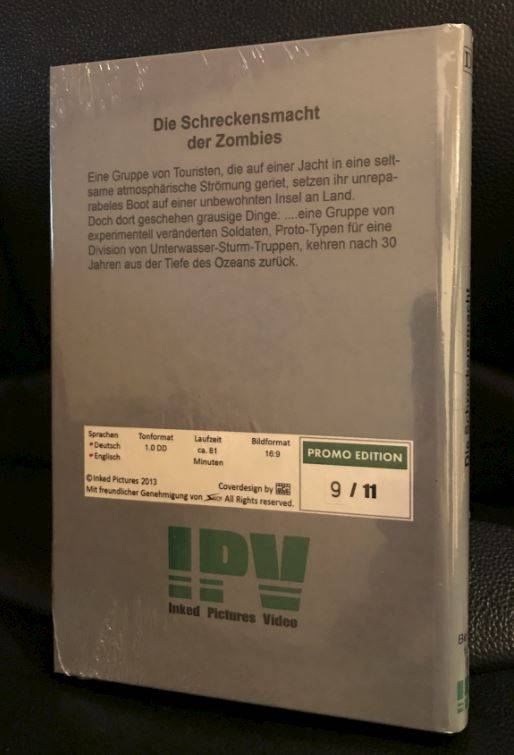 Die Schreckensmacht
der Zombies
Eine Gruppe von Touristen, die auf einer Jacht in eine selt-
same atmosphärische Strömung geriet, setzen ihr unrepa-
rabeles Boot auf einer unbewohnten Insel an Land.
Doch dort geschehen grausige Dinge: ....eine Gruppe von
experimentell veränderten Soldaten, Proto-Typen für eine
Division von Unterwasser-Sturm-Truppen, kehren nach 30
Jahren aus der Tiefe des Ozeans zurück.
Sprachen Tonformat Laufzeit Bildformat
Deutsch 1.0 DD ca. 81 16:9
Englisch Minuten
©Inked Pictures 2013 Coverdesign by
Mit freundlicher Genehmigung von All Rights reserved.
PROMO EDITION
9 / 11
IPV
Inked Pictures Video
Die Schreckensmacht
IPV